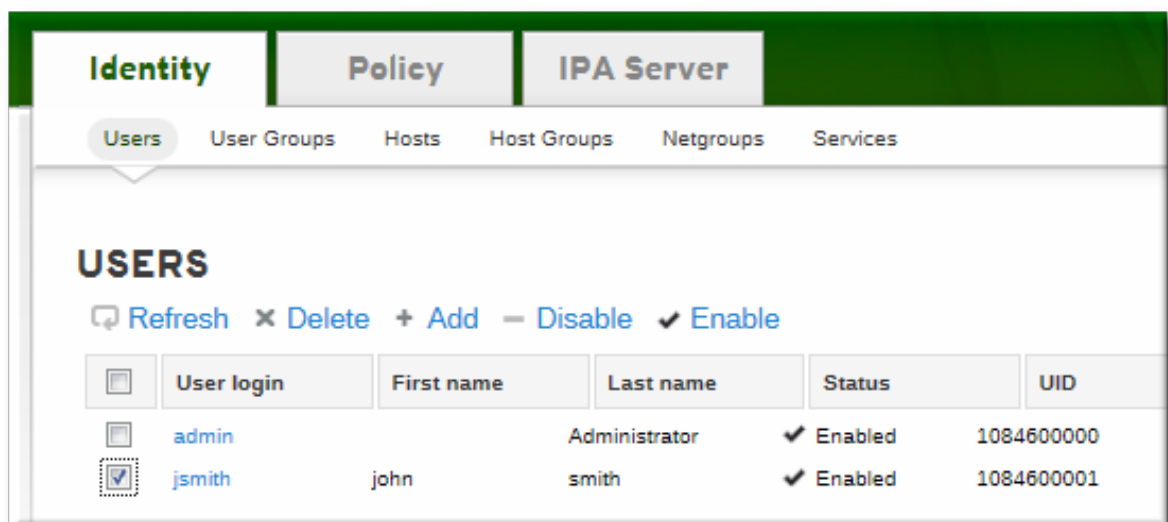 Identity Policy IPA Server
Users User Groups Hosts Host Groups Netgroups Services
USERS
Refresh Delete Add Disable Enable
User login First name Last name Status UID
admin Administrator Enabled 1084600000
jsmith john smith Enabled 1084600001